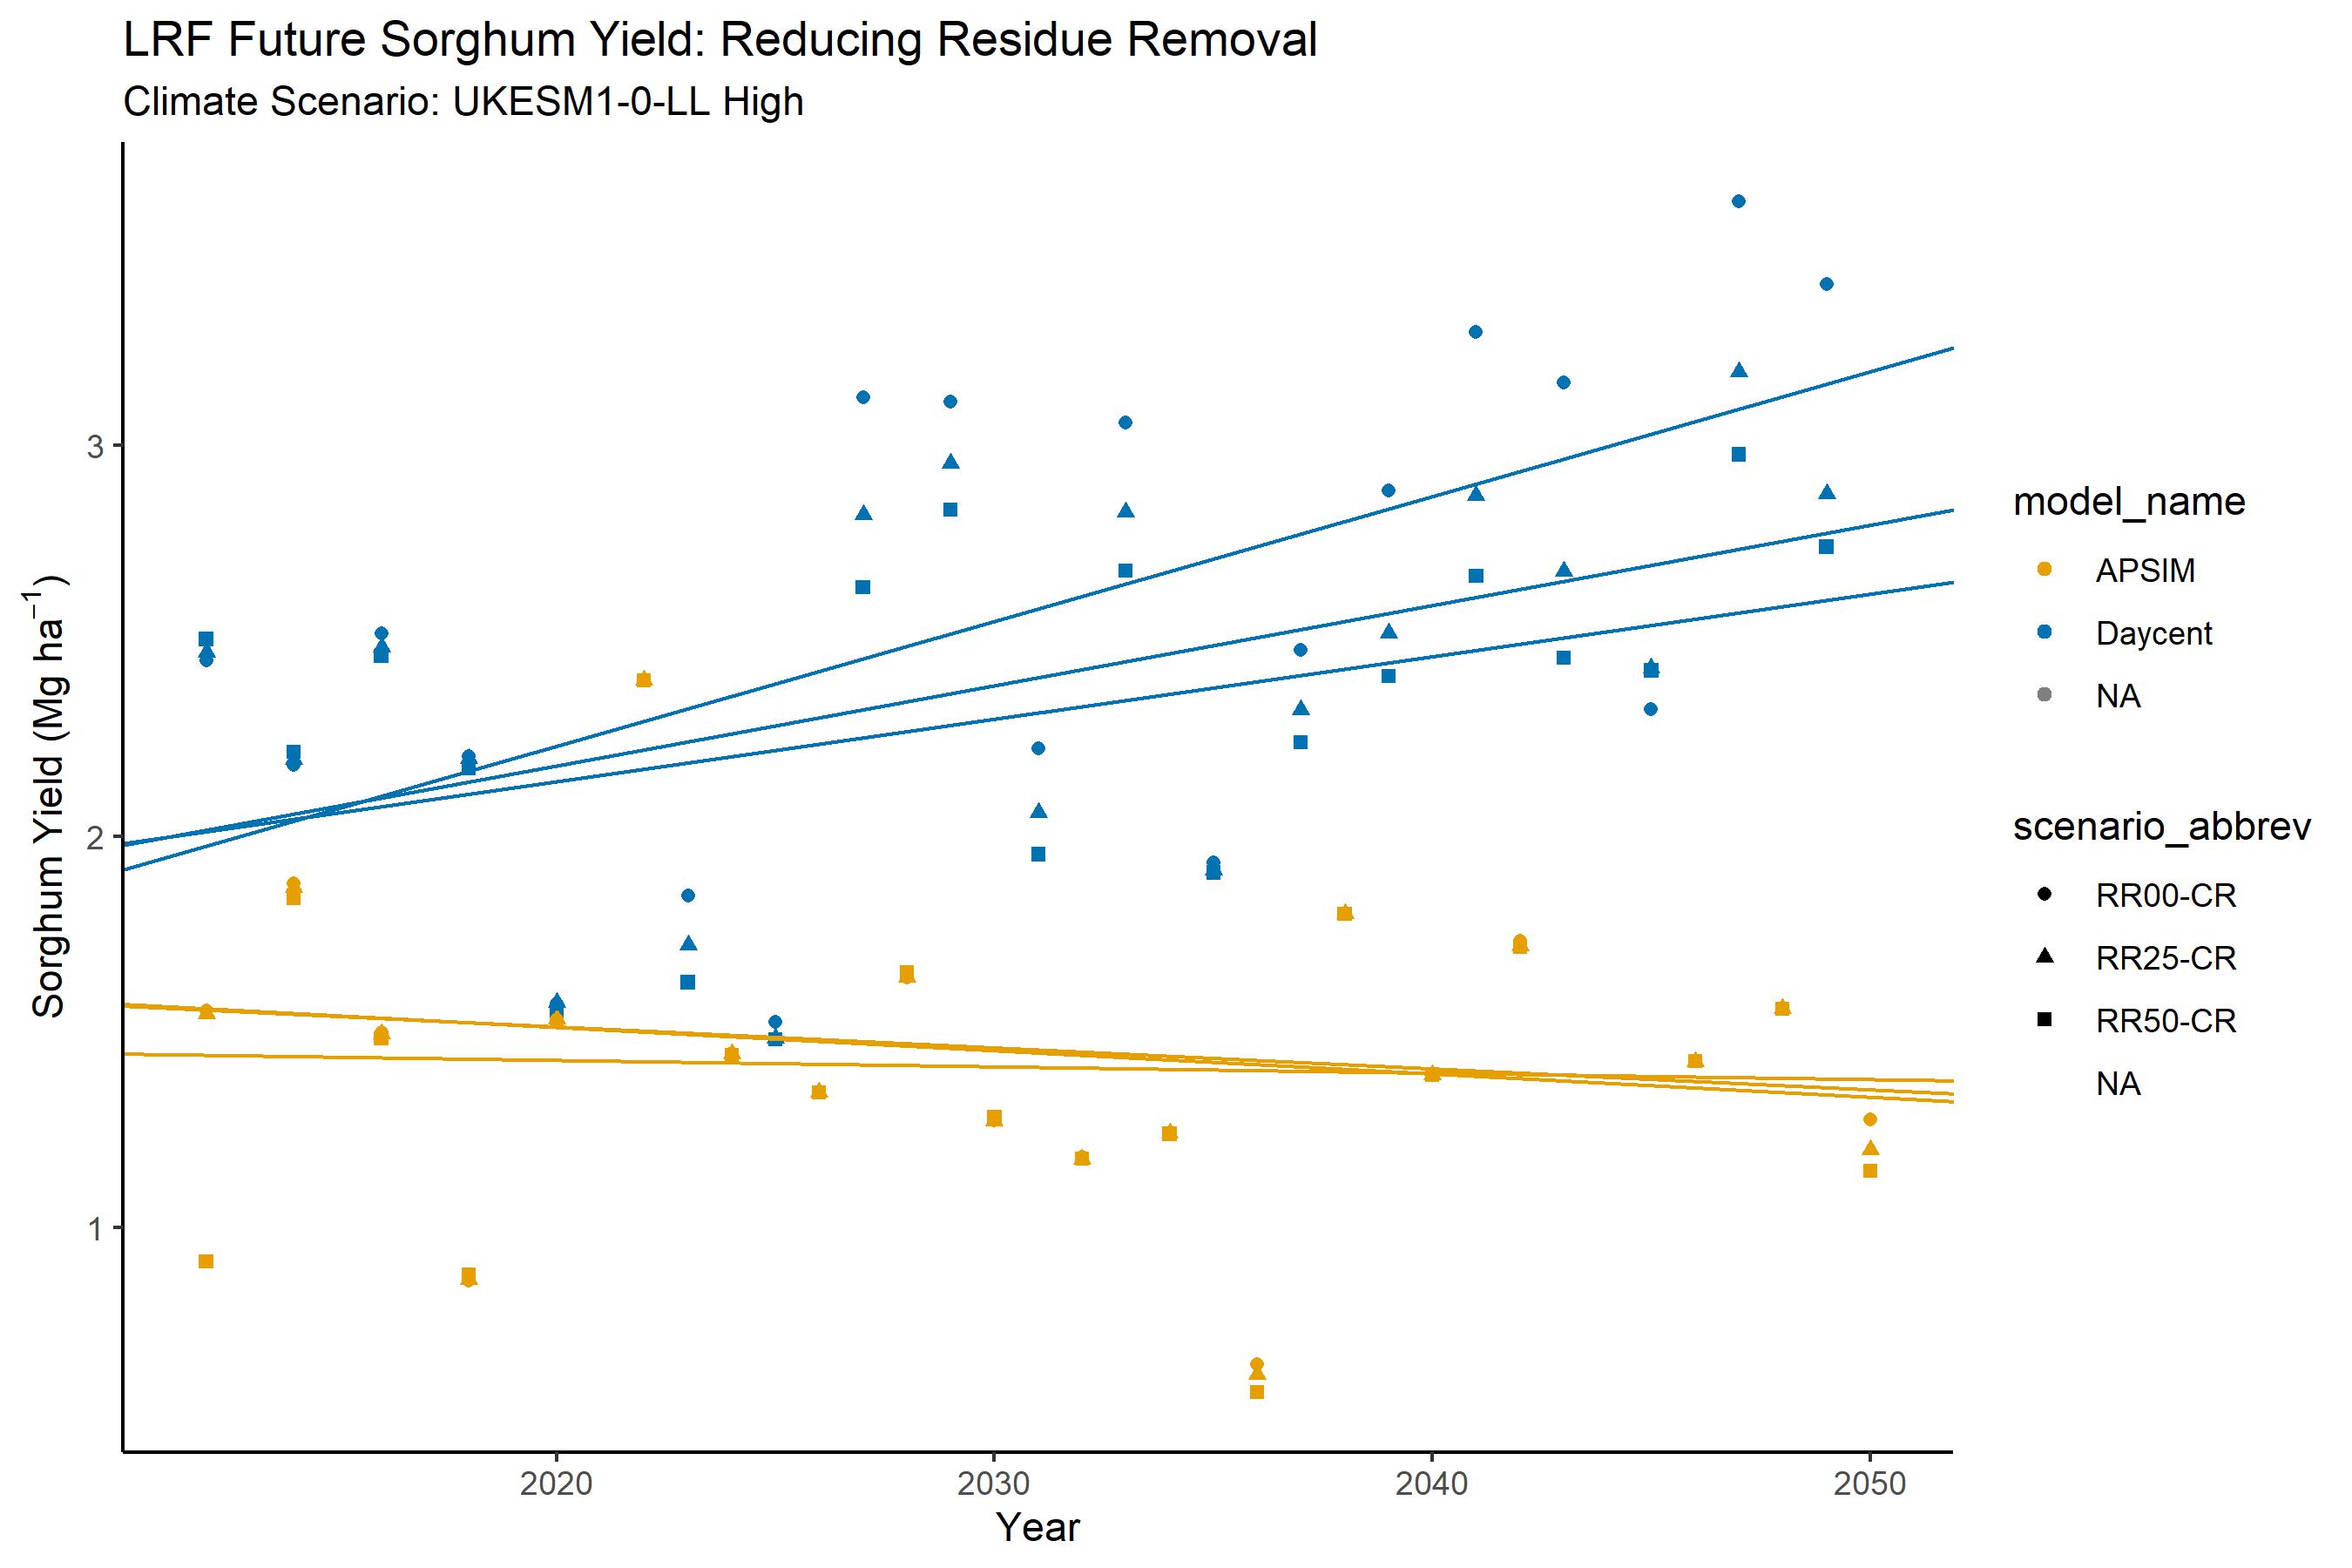 LRF Future Sorghum Yield: Reducing Residue Removal
Climate Scenario: UKESM1-0-LL High
Sorghum Yield (Mg ha⁻¹)
3
2
1
2020
2030
2040
2050
Year
model_name
APSIM
Daycent
NA
scenario_abbrev
RR00-CR
RR25-CR
RR50-CR
NA